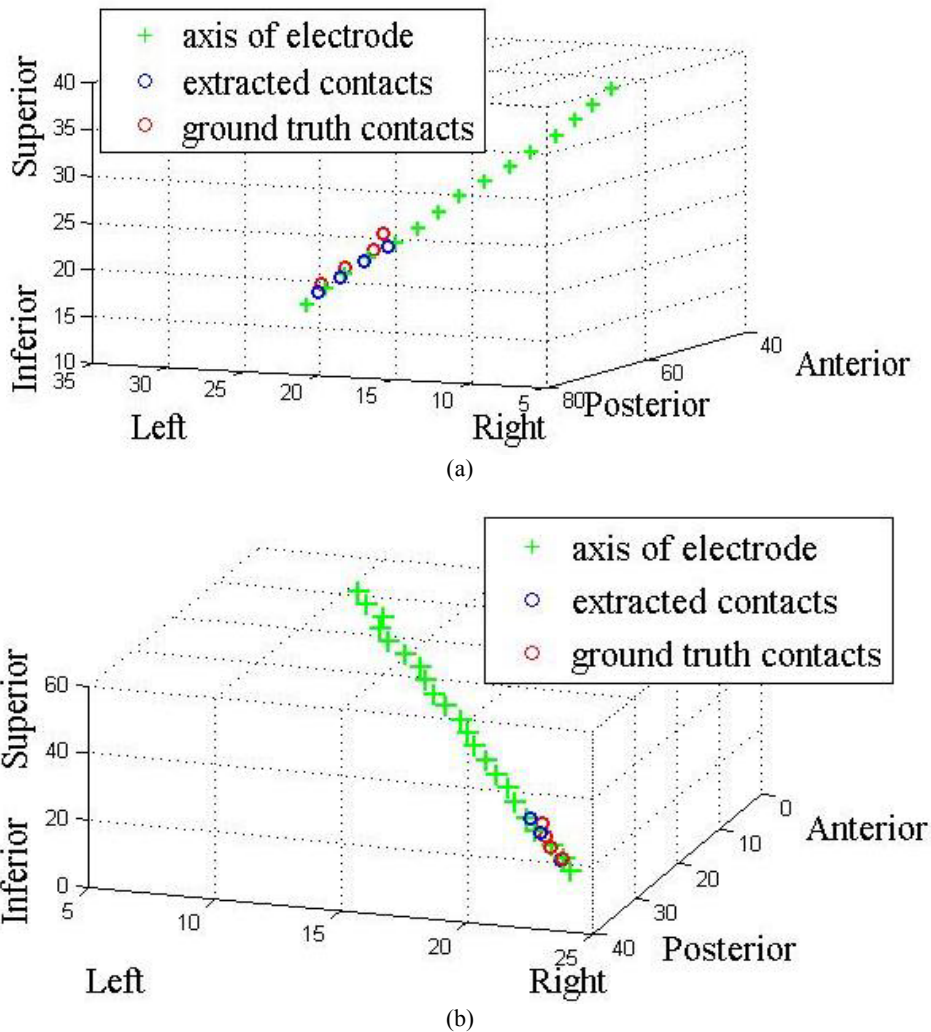 axis of electrode
extracted contacts
ground truth contacts
Superior
Inferior
40
35
30
25
20
15
10
35
30
25
20
15
10
5
80
60
40
Left
Right
Posterior
Anterior
(a)
axis of electrode
extracted contacts
ground truth contacts
Superior
Inferior
60
40
20
0
5
10
15
20
25
40
30
20
10
0
Left
Right
Posterior
Anterior
(b)